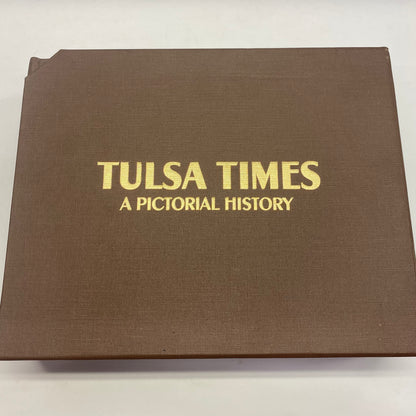 TULSA TIMES
A PICTORIAL HISTORY